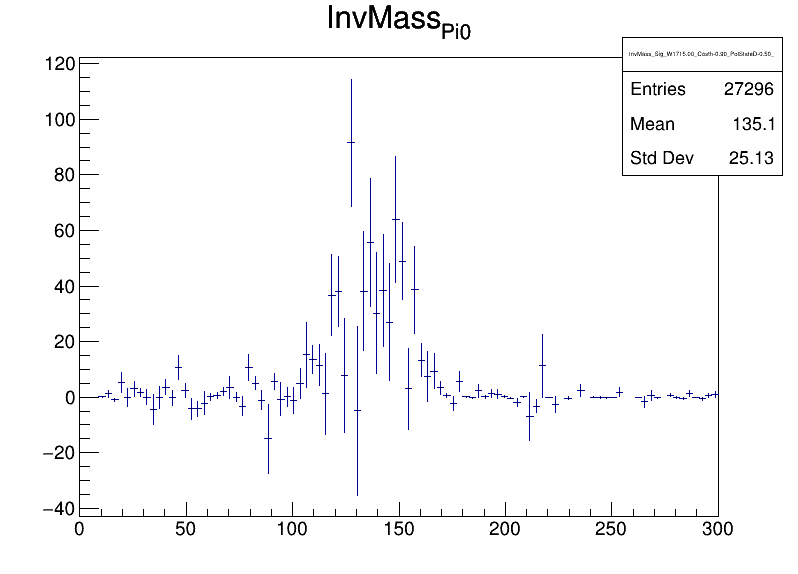 InvMass_Pi0
InvMass_Sig_W1715.00_Costh-0.90_PolStateD-0.50_
Entries 27296
Mean 135.1
Std Dev 25.13
120
100
80
60
40
20
0
−20
−40
0 50 100 150 200 250 300